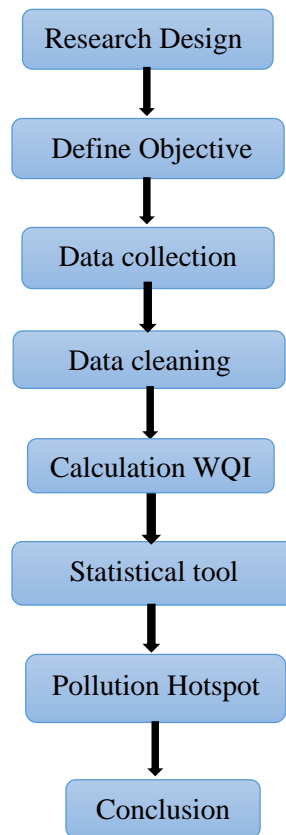 Research Design
Define Objective
Data collection
Data cleaning
Calculation WQI
Statistical tool
Pollution Hotspot
Conclusion